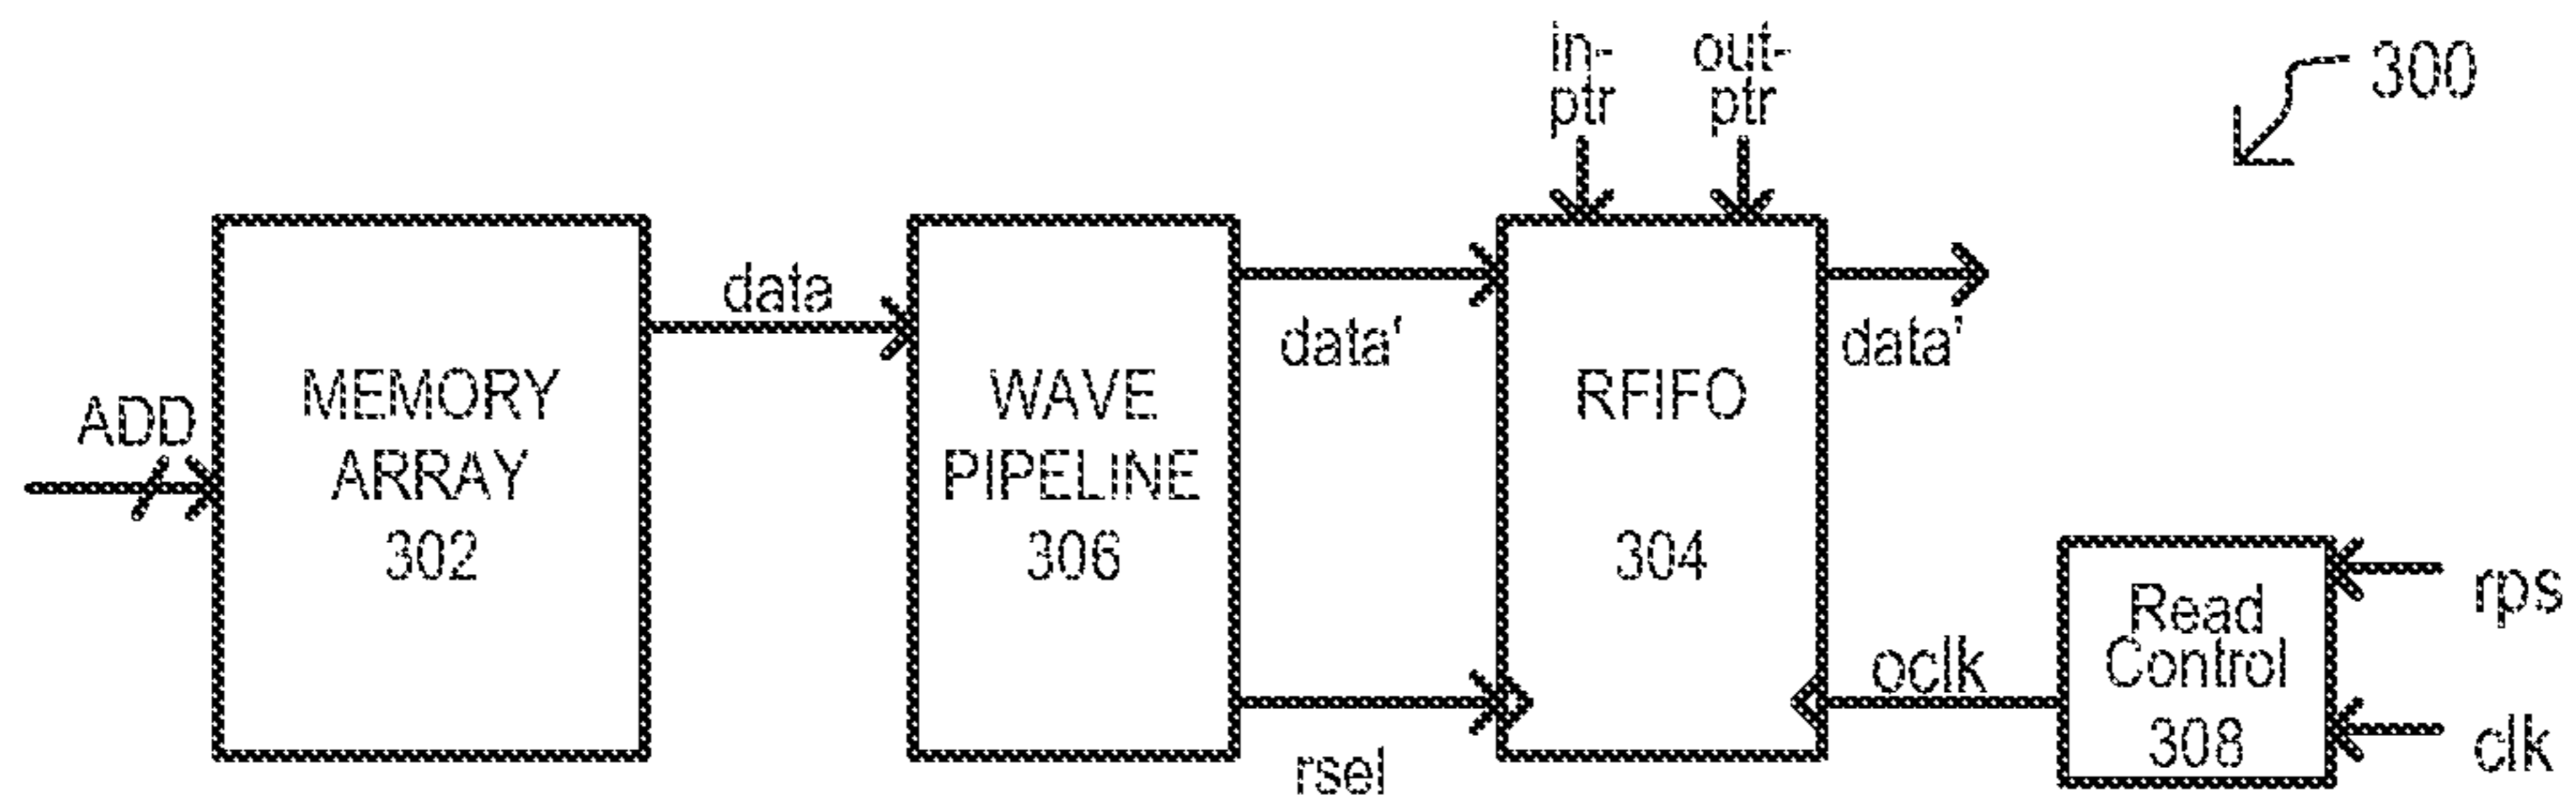 in-
ptr
out-
ptr
300
data
data'
data'
ADD
MEMORY
ARRAY
302
WAVE
PIPELINE
306
RFIFO
304
rsel
oclk
Read
Control
308
rps
clk